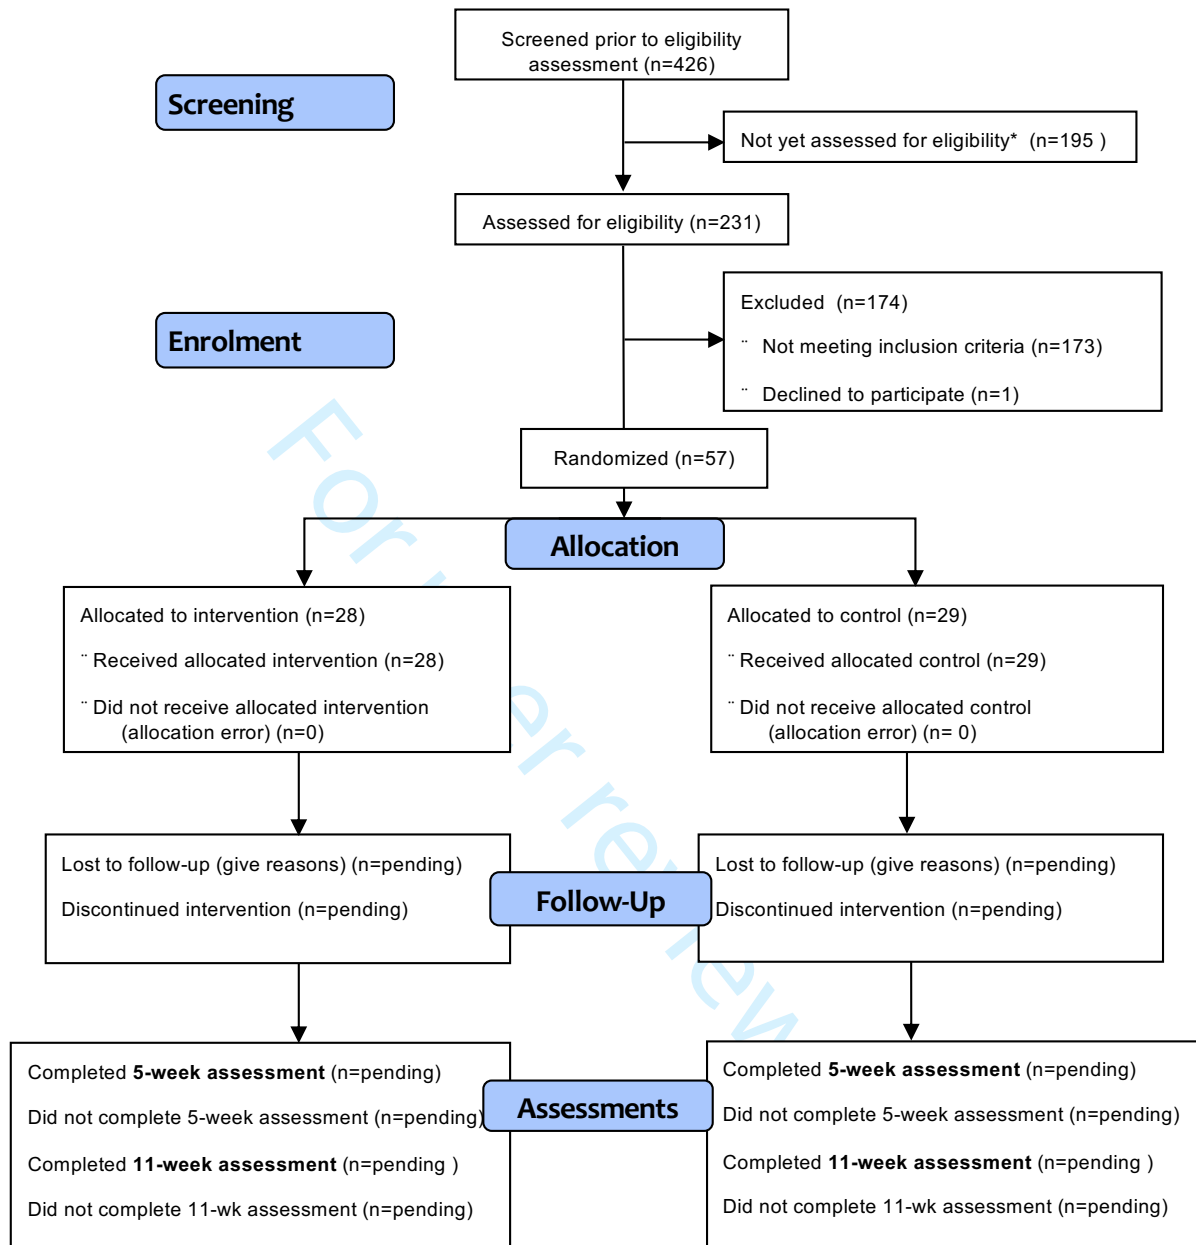 Screened prior to eligibility
assessment (n=426)
Screening
Not yet assessed for eligibility* (n=195 )
Assessed for eligibility (n=231)
Excluded (n=174)
Enrolment
¨ Not meeting inclusion criteria (n=173)
¨ Declined to participate (n=1)
Randomized (n=57)
Allocation
Allocated to intervention (n=28)
¨ Received allocated intervention (n=28)
¨ Did not receive allocated intervention
(allocation error) (n=0)
Allocated to control (n=29)
¨ Received allocated control (n=29)
¨ Did not receive allocated control
(allocation error) (n= 0)
Lost to follow-up (give reasons) (n=pending)
Discontinued intervention (n=pending)
Follow-Up
Lost to follow-up (give reasons) (n=pending)
Discontinued intervention (n=pending)
Completed 5-week assessment (n=pending)
Did not complete 5-week assessment (n=pending)
Completed 11-week assessment (n=pending )
Did not complete 11-wk assessment (n=pending)
Assessments
Completed 5-week assessment (n=pending)
Did not complete 5-week assessment (n=pending)
Completed 11-week assessment (n=pending )
Did not complete 11-wk assessment (n=pending)
For
er review